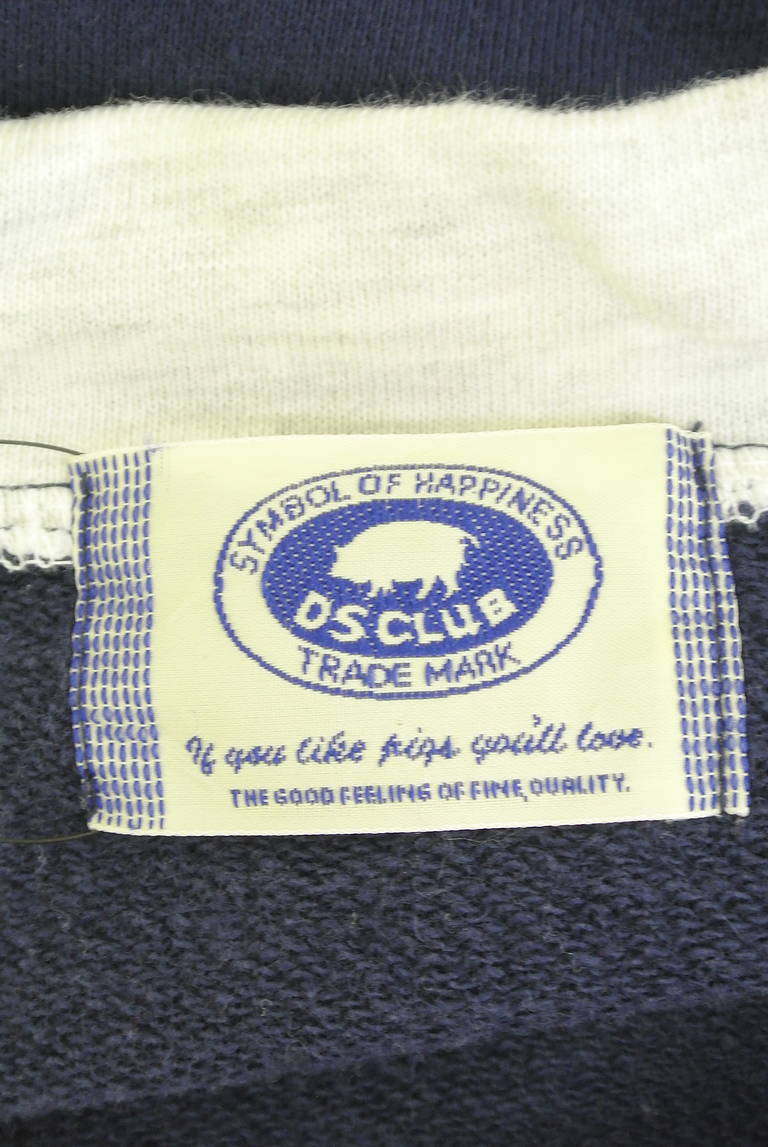 SYMBOL OF HAPPINESS
DS CLUB
TRADE MARK
If you like pigs you'll love.
THE GOOD FEELING OF FINE, QUALITY.